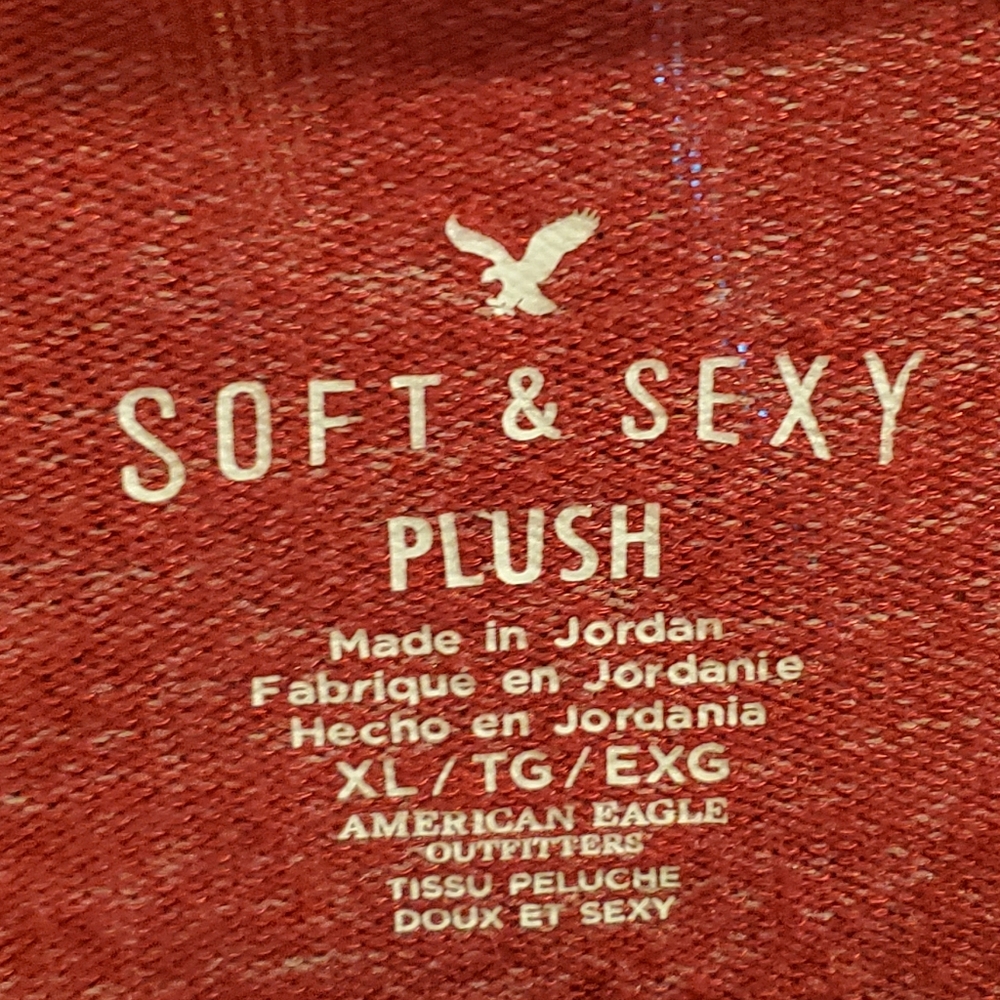 SOFT & SEXY
PLUSH
Made in Jordan
Fabriqué en Jordanie
Hecho en Jordania
XL / TG / EXG
AMERICAN EAGLE
OUTFITTERS
TISSU PELUCHE
DOUX ET SEXY